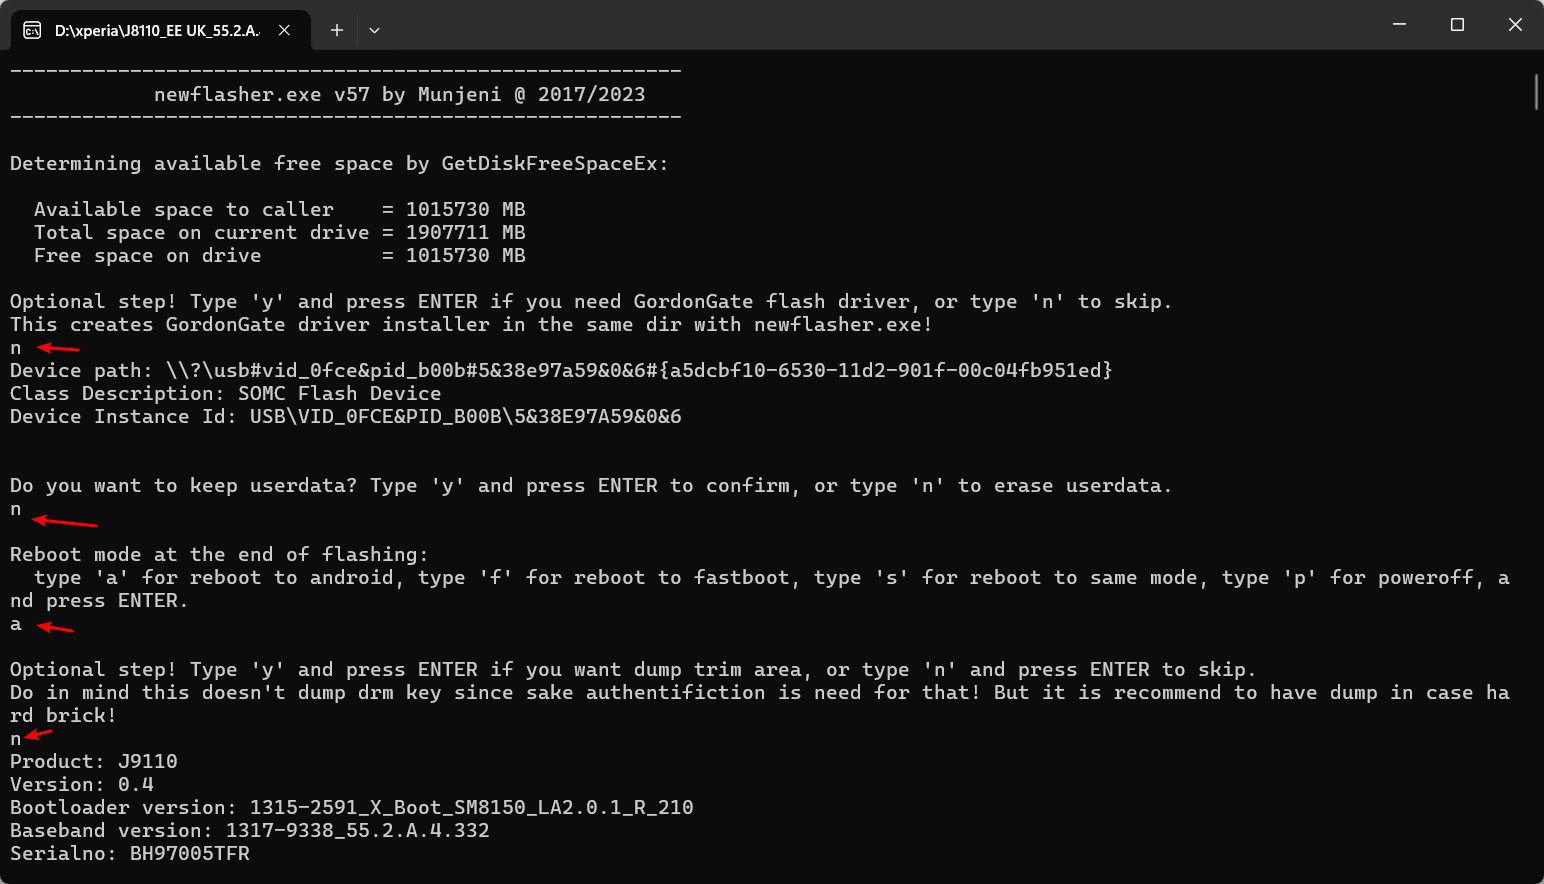 D:\xperia\J8110_EE UK_55.2.A.
-------------------------------------------------------
newflasher.exe v57 by Munjeni @ 2017/2023
-------------------------------------------------------
Determining available free space by GetDiskFreeSpaceEx:
Available space to caller    = 1015730 MB
Total space on current drive = 1907711 MB
Free space on drive          = 1015730 MB
Optional step! Type 'y' and press ENTER if you need GordonGate flash driver, or type 'n' to skip.
This creates GordonGate driver installer in the same dir with newflasher.exe!
n
Device path: \\?\usb#vid_0fce&pid_b00b#5&38e97a59&0&6#{a5dcbf10-6530-11d2-901f-00c04fb951ed}
Class Description: SOMC Flash Device
Device Instance Id: USB\VID_0FCE&PID_B00B\5&38E97A59&0&6
Do you want to keep userdata? Type 'y' and press ENTER to confirm, or type 'n' to erase userdata.
n
Reboot mode at the end of flashing:
type 'a' for reboot to android, type 'f' for reboot to fastboot, type 's' for reboot to same mode, type 'p' for poweroff, a
nd press ENTER.
a
Optional step! Type 'y' and press ENTER if you want dump trim area, or type 'n' and press ENTER to skip.
Do in mind this doesn't dump drm key since sake authentifiction is need for that! But it is recommend to have dump in case ha
rd brick!
n
Product: J9110
Version: 0.4
Bootloader version: 1315-2591_X_Boot_SM8150_LA2.0.1_R_210
Baseband version: 1317-9338_55.2.A.4.332
Serialno: BH97005TFR